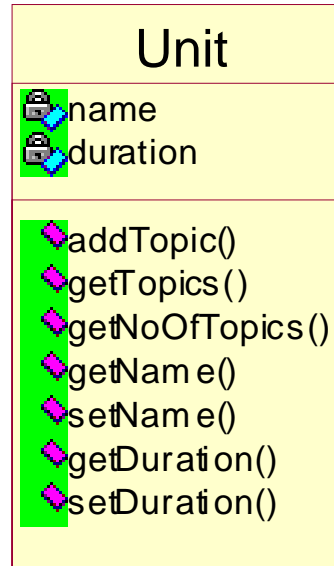 Unit
name
duration
addTopic()
getTopics()
getNoOfTopics()
getName()
setName()
getDuration()
setDuration()